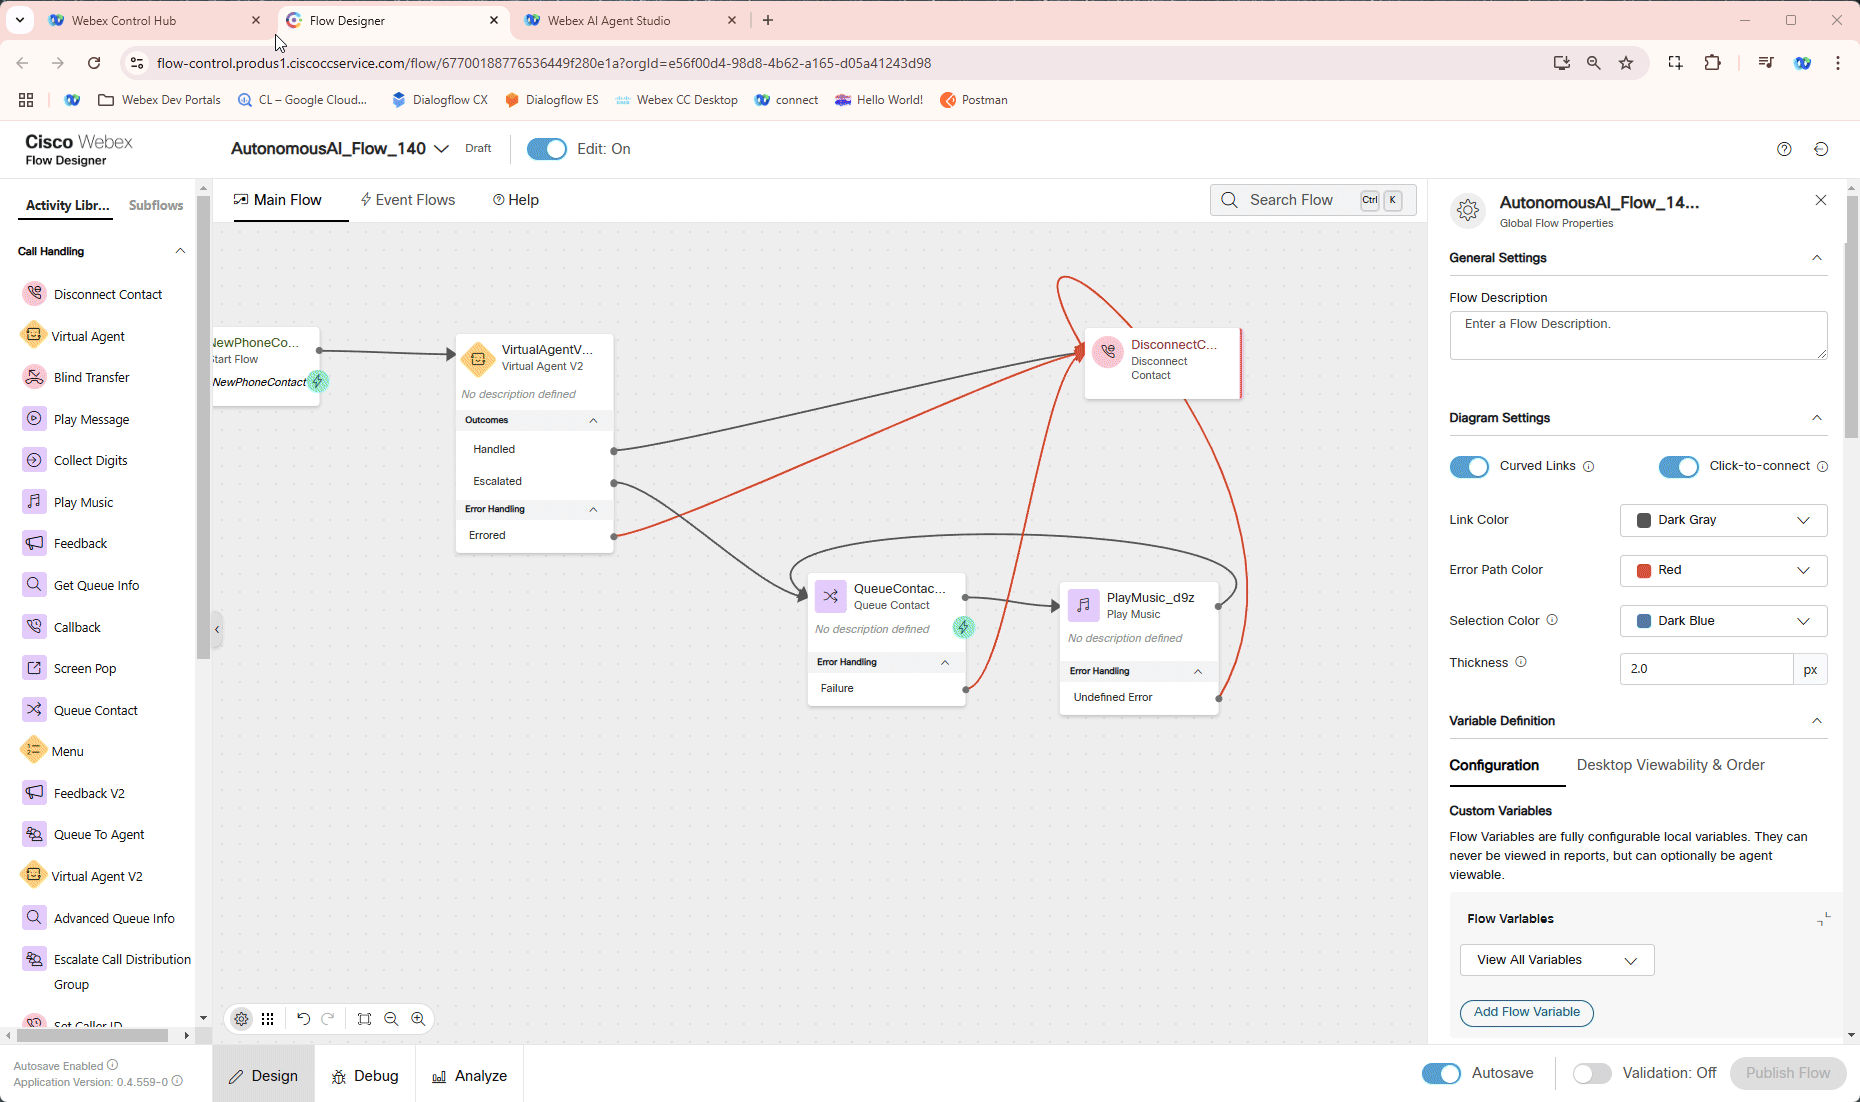 Webex Control Hub
Flow Designer
Webex AI Agent Studio
flow-control.produs1.ciscoccservice.com/flow/67700188776536449f280e1a?orgId=e56f00d4-98d8-4b62-a165-d05a41243d98
Webex Dev Portals
CL – Google Cloud...
Dialogflow CX
Dialogflow ES
Webex CC Desktop
connect
Hello World!
Postman
Cisco Webex
Flow Designer
AutonomousAI_Flow_140
Draft
Edit: On
Activity Libr...
Subflows
Main Flow
Event Flows
Help
Search Flow
Ctrl
K
Call Handling
Disconnect Contact
Virtual Agent
Blind Transfer
Play Message
Collect Digits
Play Music
Feedback
Get Queue Info
Callback
Screen Pop
Queue Contact
Menu
Feedback V2
Queue To Agent
Virtual Agent V2
Advanced Queue Info
Escalate Call Distribution
Group
Set Caller ID
NewPhoneCo...
Start Flow
NewPhoneContact
VirtualAgentV...
Virtual Agent V2
No description defined
Outcomes
Handled
Escalated
Error Handling
Errored
DisconnectC...
Disconnect
Contact
QueueContac...
Queue Contact
No description defined
Error Handling
Failure
PlayMusic_d9z
Play Music
No description defined
Error Handling
Undefined Error
AutonomousAI_Flow_14...
Global Flow Properties
General Settings
Flow Description
Enter a Flow Description.
Diagram Settings
Curved Links
Click-to-connect
Link Color
Dark Gray
Error Path Color
Red
Selection Color
Dark Blue
Thickness
2.0
px
Variable Definition
Configuration
Desktop Viewability & Order
Custom Variables
Flow Variables are fully configurable local variables. They can
never be viewed in reports, but can optionally be agent
viewable.
Flow Variables
View All Variables
Add Flow Variable
Autosave Enabled
Application Version: 0.4.559-0
Design
Debug
Analyze
Autosave
Validation: Off
Publish Flow